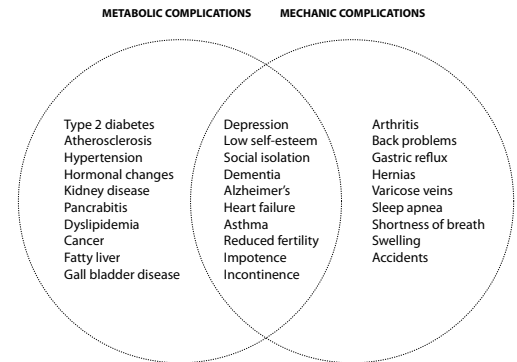 METABOLIC COMPLICATIONS
MECHANIC COMPLICATIONS
Type 2 diabetes
Atherosclerosis
Hypertension
Hormonal changes
Kidney disease
Pancrabitis
Dyslipidemia
Cancer
Fatty liver
Gall bladder disease
Depression
Low self-esteem
Social isolation
Dementia
Alzheimer's
Heart failure
Asthma
Reduced fertility
Impotence
Incontinence
Arthritis
Back problems
Gastric reflux
Hernias
Varicose veins
Sleep apnea
Shortness of breath
Swelling
Accidents